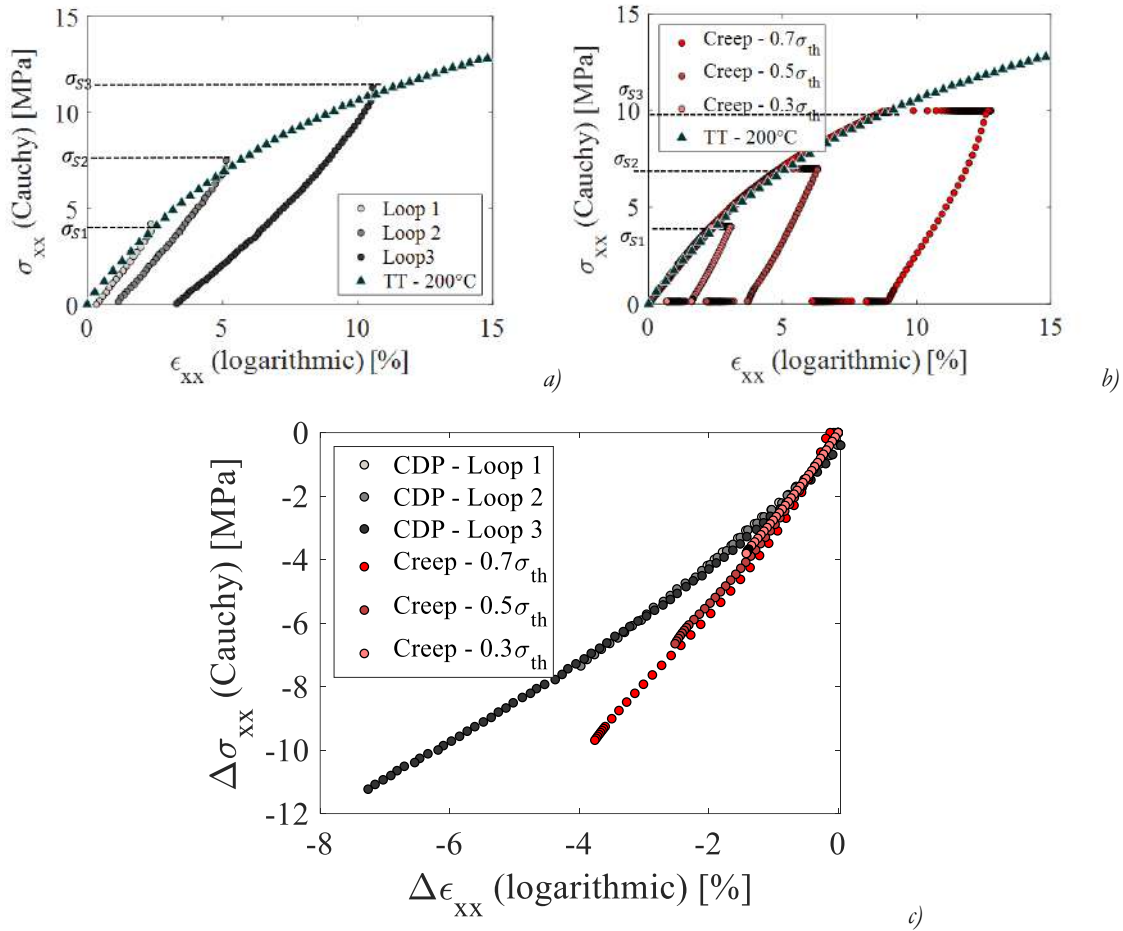 15
10
5
0
σxx (Cauchy) [MPa]
σS3
σS2
σS1
Loop 1
Loop 2
Loop3
TT - 200°C
0
5
10
15
ϵxx (logarithmic) [%]
a)
15
10
5
0
σxx (Cauchy) [MPa]
σS3
σS2
σS1
Creep - 0.7σth
Creep - 0.5σth
Creep - 0.3σth
TT - 200°C
0
5
10
15
ϵxx (logarithmic) [%]
b)
0
-2
-4
-6
-8
-10
-12
Δσxx (Cauchy) [MPa]
CDP - Loop 1
CDP - Loop 2
CDP - Loop 3
Creep - 0.7σth
Creep - 0.5σth
Creep - 0.3σth
-8
-6
-4
-2
0
Δϵxx (logarithmic) [%]
c)